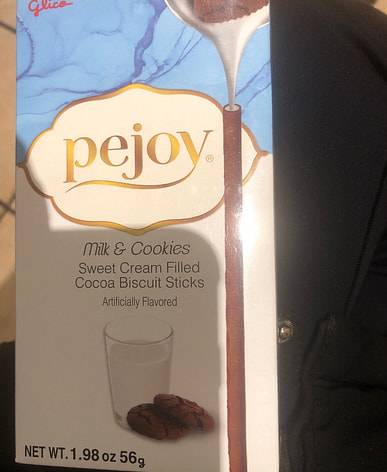 Glico
pejoy®
Milk & Cookies
Sweet Cream Filled
Cocoa Biscuit Sticks
Artificially Flavored
NET WT. 1.98 oz 56g